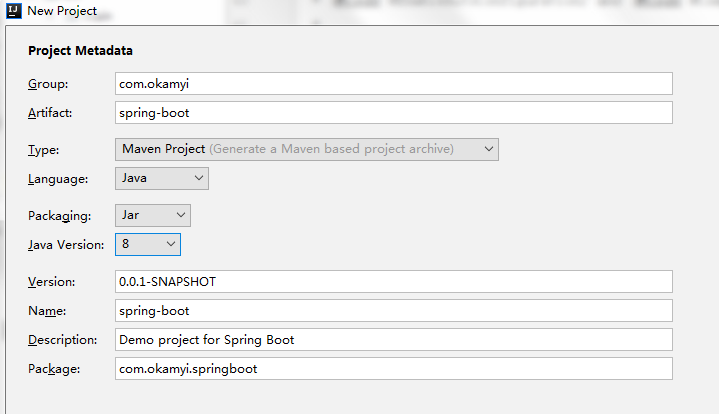 New Project
Project Metadata
Group: com.okamyi
Artifact: spring-boot
Type: Maven Project (Generate a Maven based project archive)
Language: Java
Packaging: Jar
Java Version: 8
Version: 0.0.1-SNAPSHOT
Name: spring-boot
Description: Demo project for Spring Boot
Package: com.okamyi.springboot